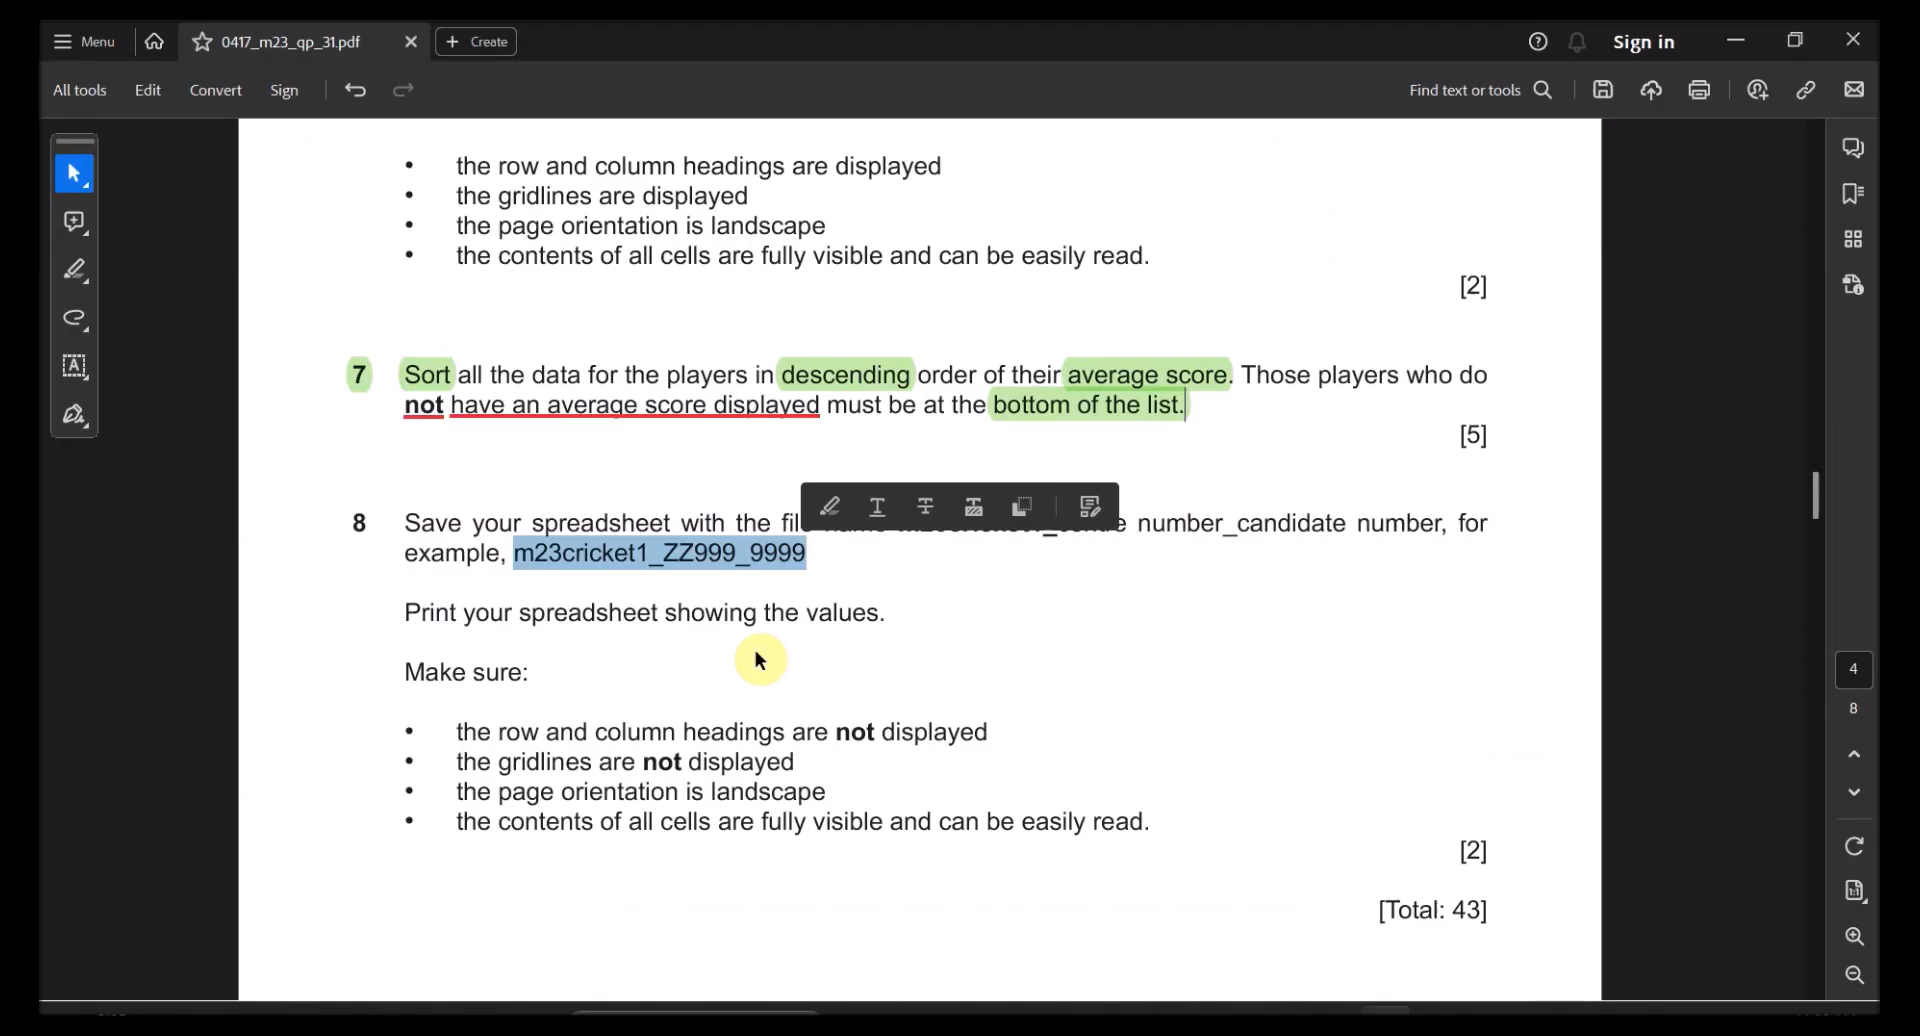 Menu
0417_m23_qp_31.pdf
Create
Sign in
All tools
Edit
Convert
Sign
Find text or tools
• the row and column headings are displayed
• the gridlines are displayed
• the page orientation is landscape
• the contents of all cells are fully visible and can be easily read.
[2]
7 Sort all the data for the players in descending order of their average score. Those players who do
not have an average score displayed must be at the bottom of the list.
[5]
8 Save your spreadsheet with the fil number_candidate number, for
example, m23cricket1_ZZ999_9999
Print your spreadsheet showing the values.
Make sure:
• the row and column headings are not displayed
• the gridlines are not displayed
• the page orientation is landscape
• the contents of all cells are fully visible and can be easily read.
[2]
[Total: 43]
4
8
1:1